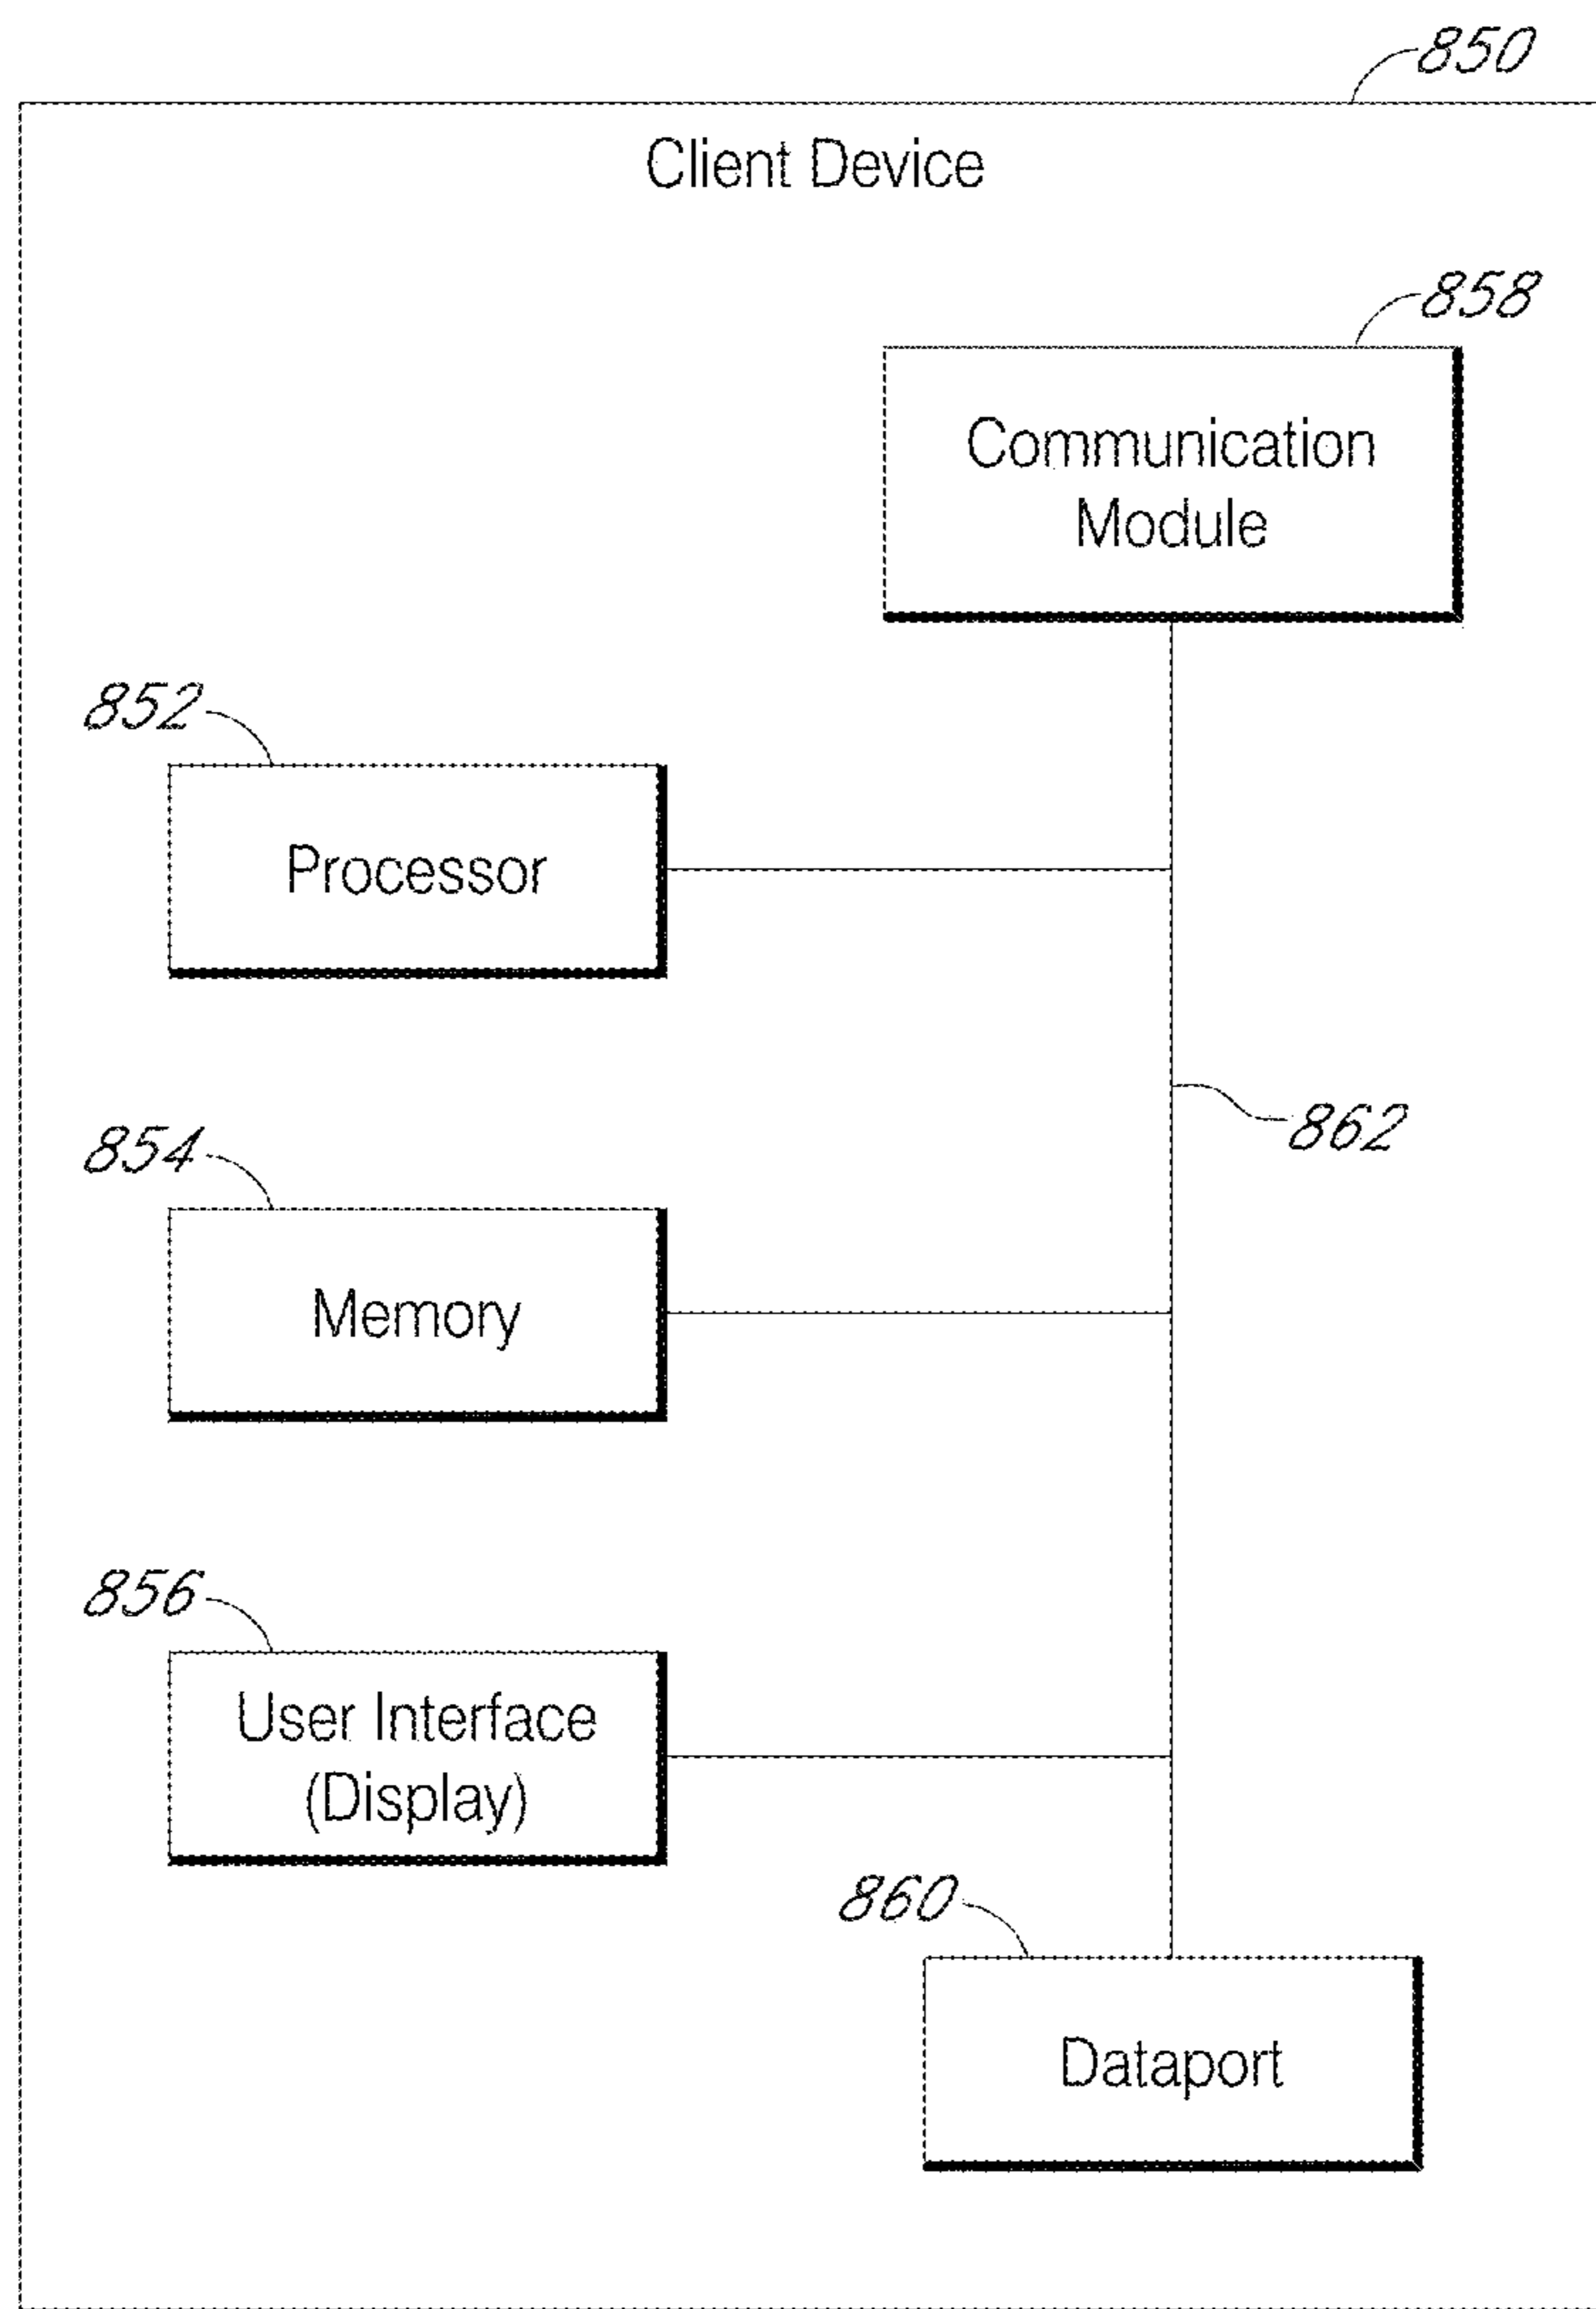 850
Client Device
858
Communication
Module
852
Processor
862
854
Memory
856
User Interface
(Display)
860
Dataport